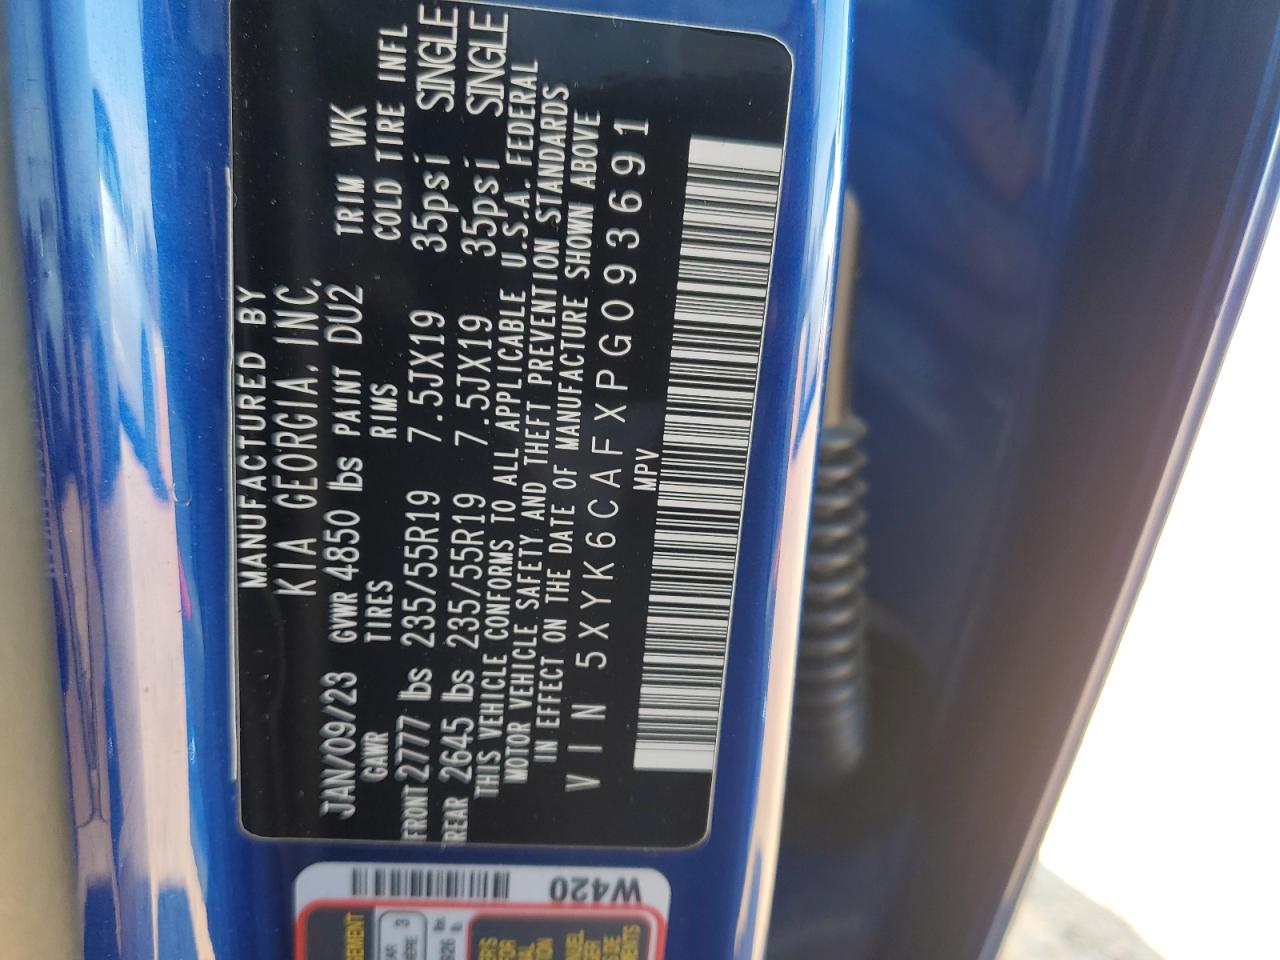 MANUFACTURED BY
KIA GEORGIA, INC.
JAN/09/23 GVWR 4850 lbs PAINT DU2 TRIM WK
GAWR TIRES RIMS COLD TIRE INFL
FRONT 2777 lbs 235/55R19 7.5JX19 35psi SINGLE
REAR 2645 lbs 235/55R19 7.5JX19 35psi SINGLE
THIS VEHICLE CONFORMS TO ALL APPLICABLE U.S.A. FEDERAL
MOTOR VEHICLE SAFETY AND THEFT PREVENTION STANDARDS
IN EFFECT ON THE DATE OF MANUFACTURE SHOWN ABOVE
VIN 5XYK6CAFXPG093691
MPV
W420
3